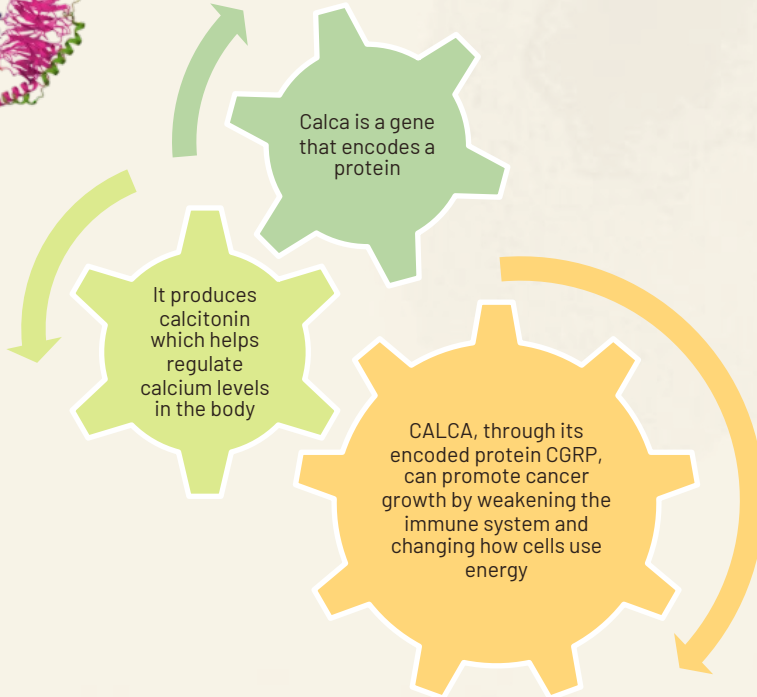 Calca is a gene
that encodes a
protein
It produces
calcitonin
which helps
regulate
calcium levels
in the body
CALCA, through its
encoded protein CGRP,
can promote cancer
growth by weakening the
immune system and
changing how cells use
energy